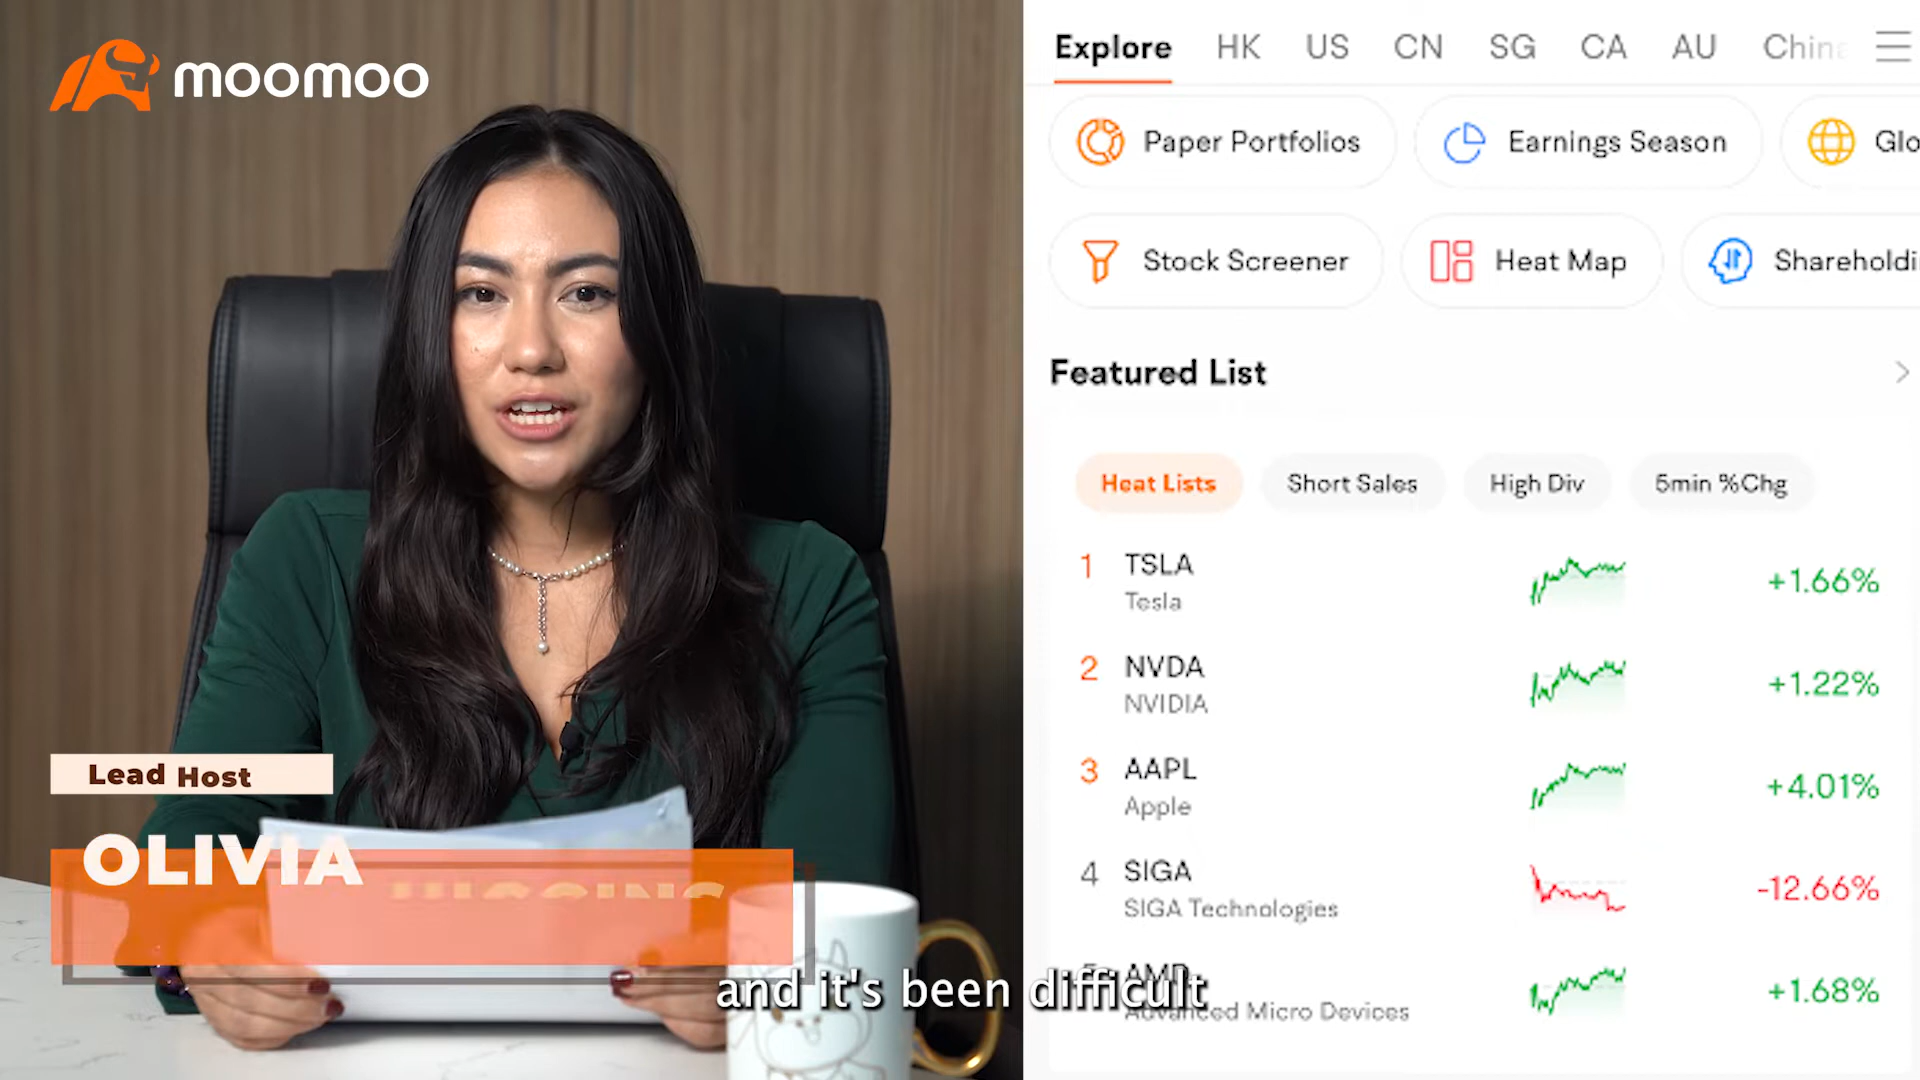 moomoo
Lead Host
OLIVIA
and it's been difficult
Explore HK US CN SG CA AU
Paper Portfolios Earnings Season
Stock Screener Heat Map
Featured List
Heat Lists Short Sales High Div 5min %Chg
1 TSLA +1.66%
Tesla
2 NVDA +1.22%
NVIDIA
3 AAPL +4.01%
Apple
4 SIGA -12.66%
SIGA Technologies
5 AMD +1.68%
Advanced Micro Devices